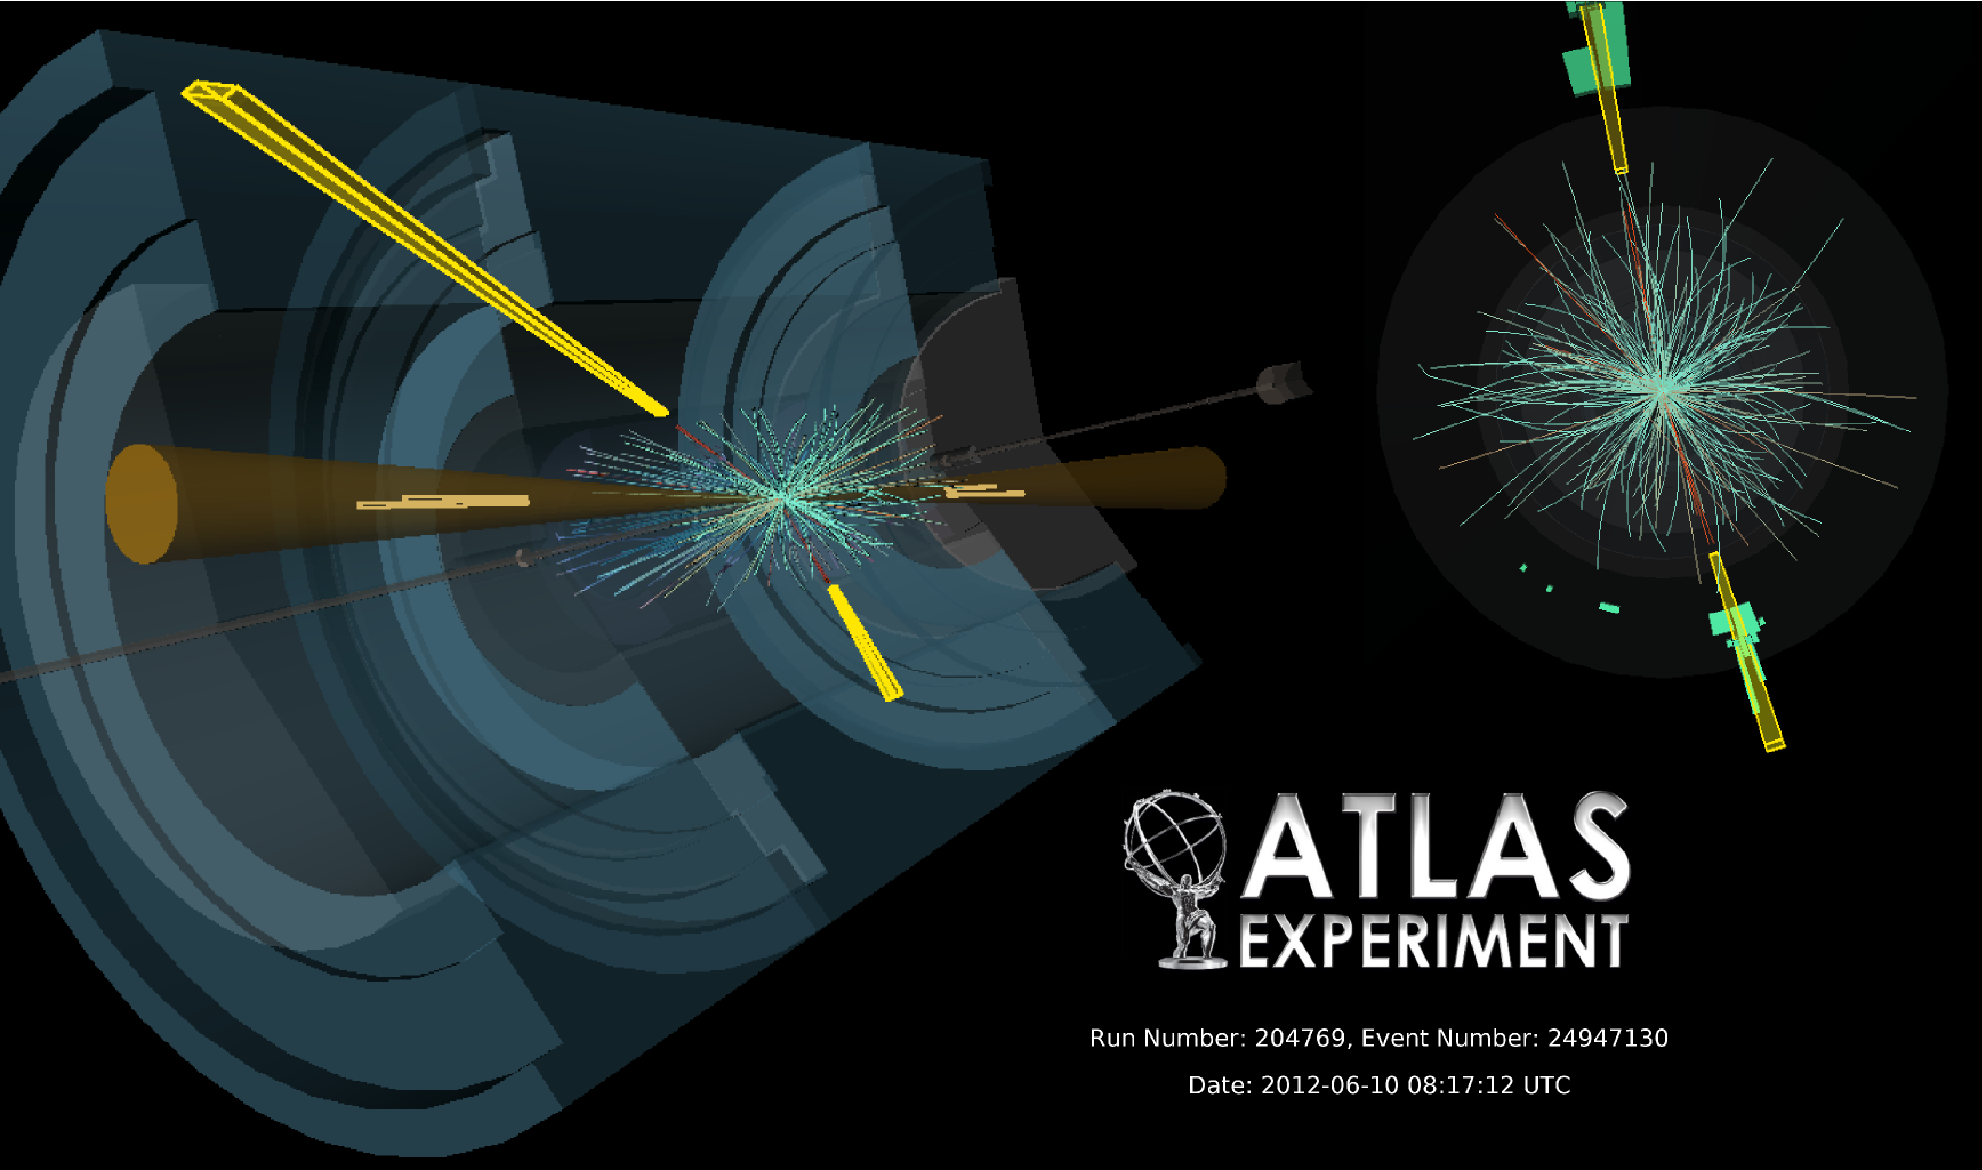 ATLAS
EXPERIMENT
Run Number: 204769, Event Number: 24947130
Date: 2012-06-10 08:17:12 UTC